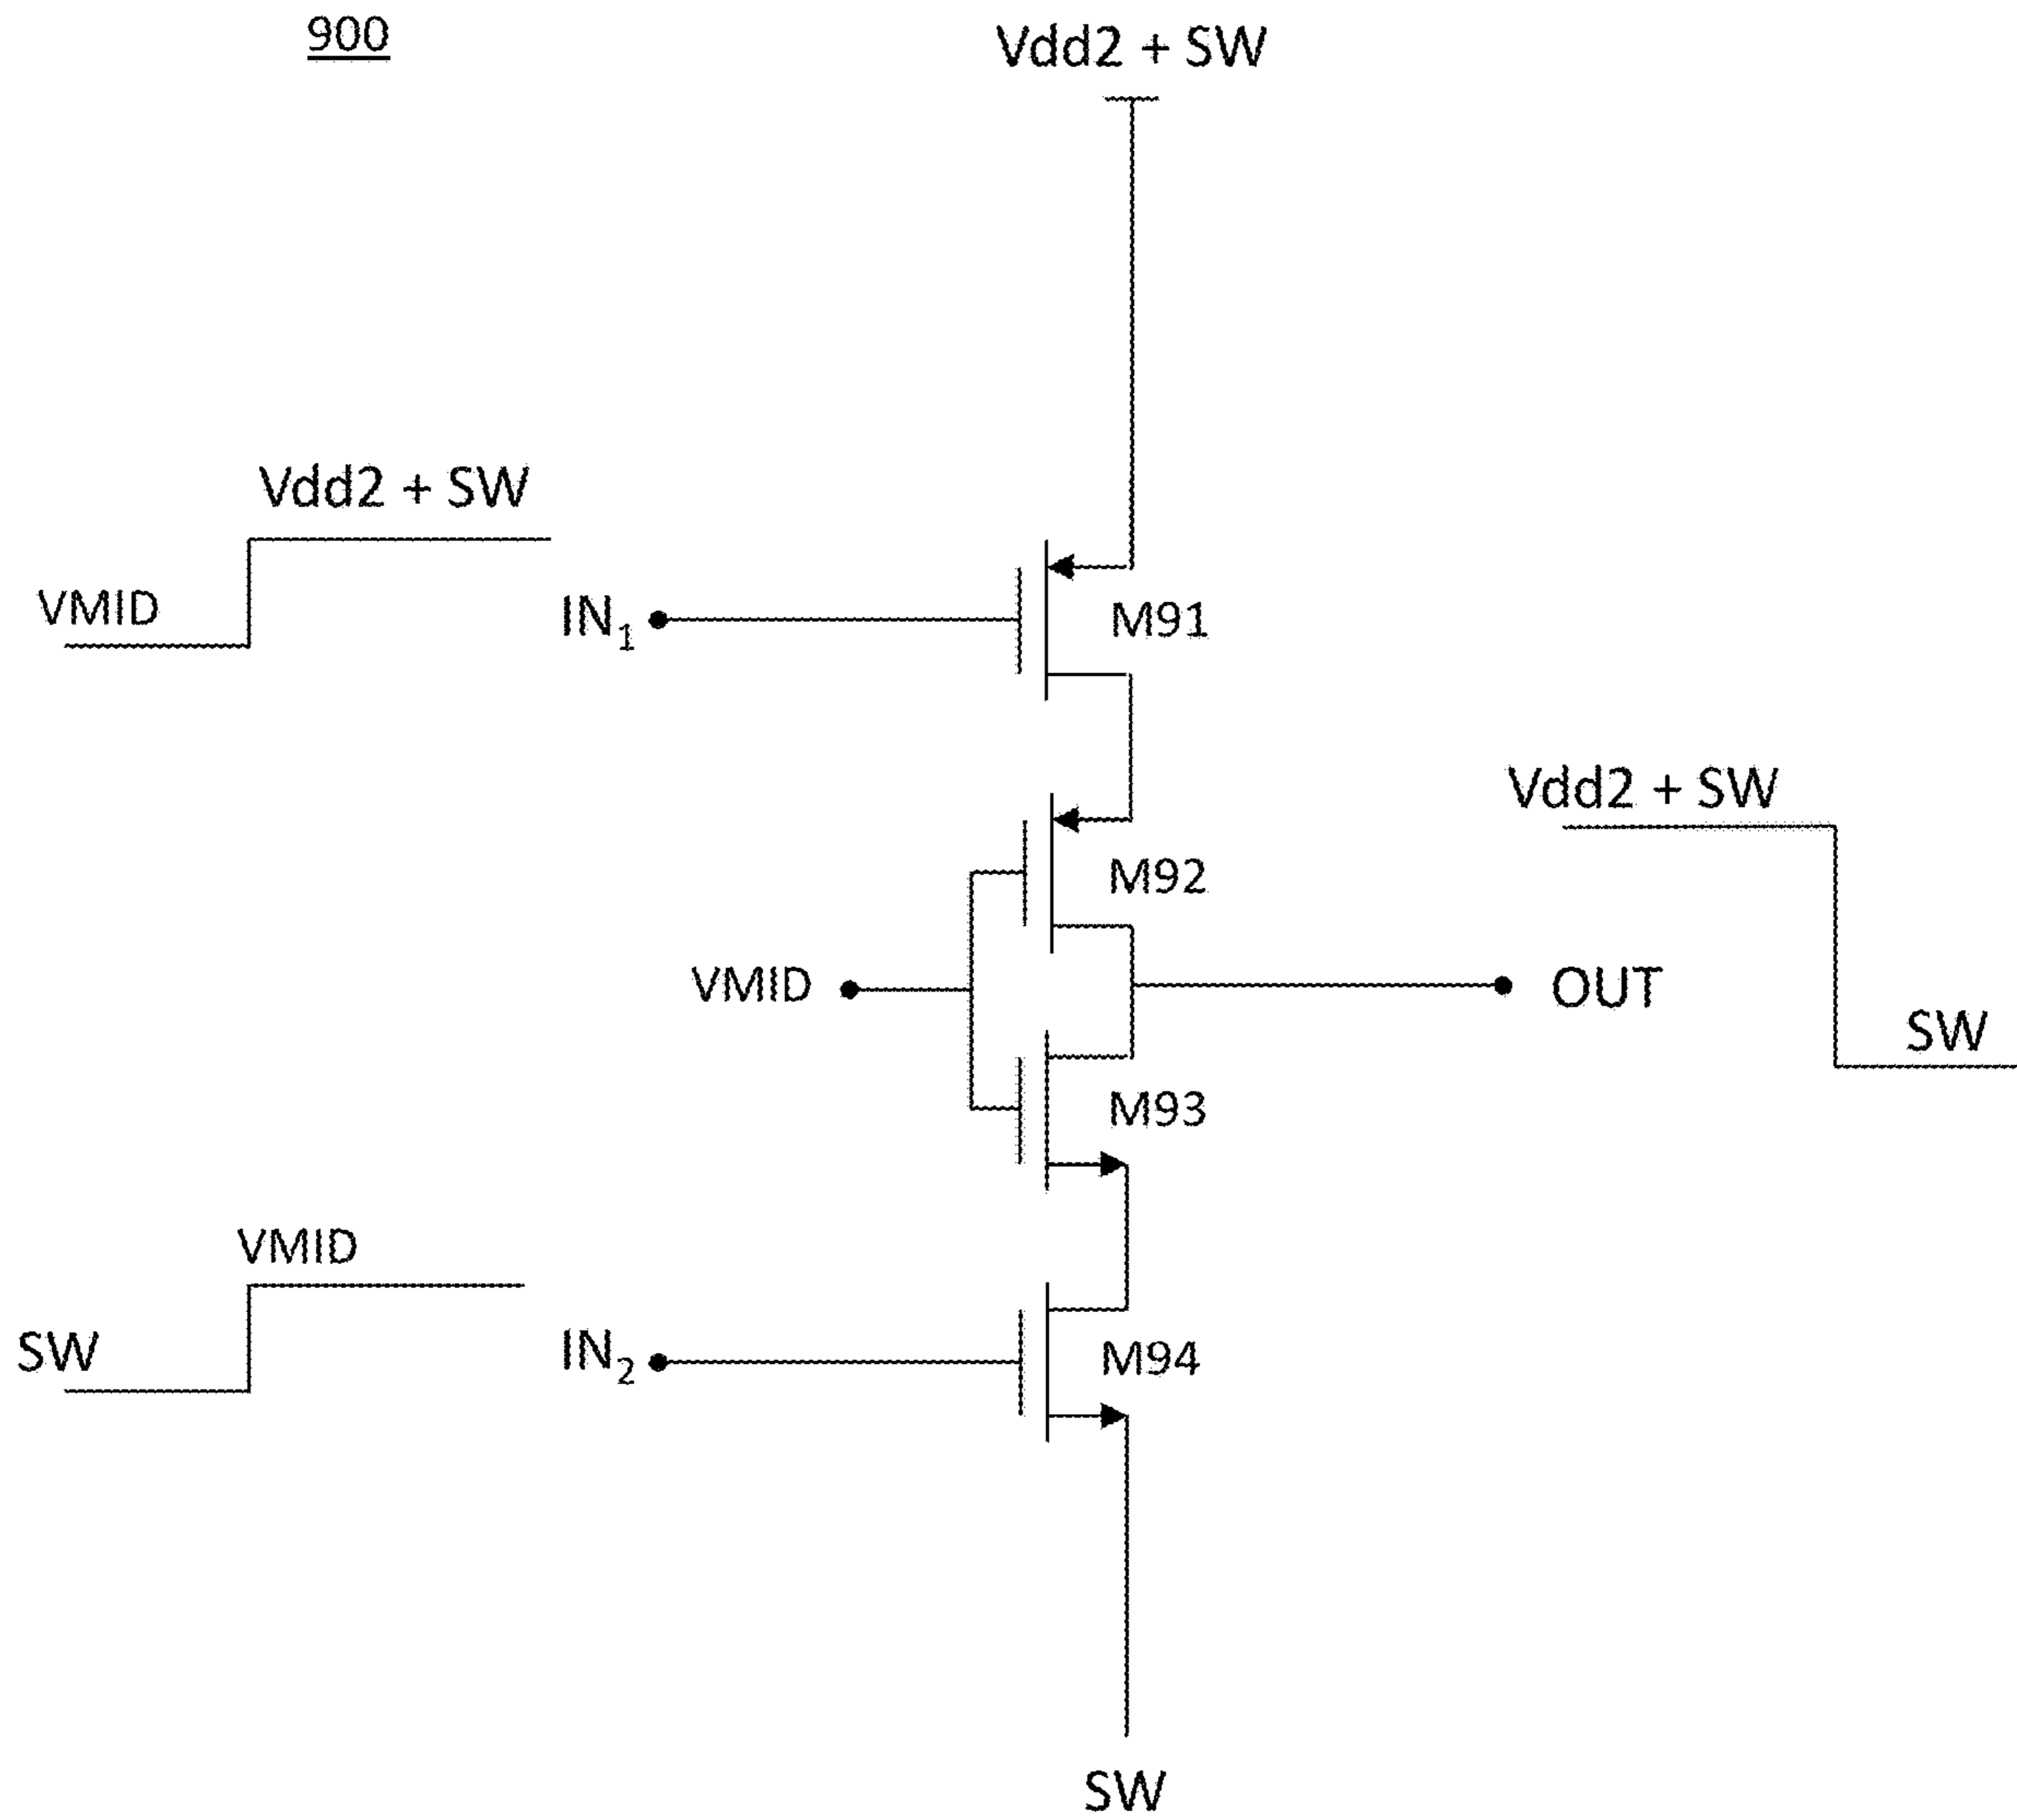 900
Vdd2 + SW
Vdd2 + SW
VMID
IN1
M91
Vdd2 + SW
M92
VMID
OUT
SW
M93
VMID
SW
IN2
M94
SW